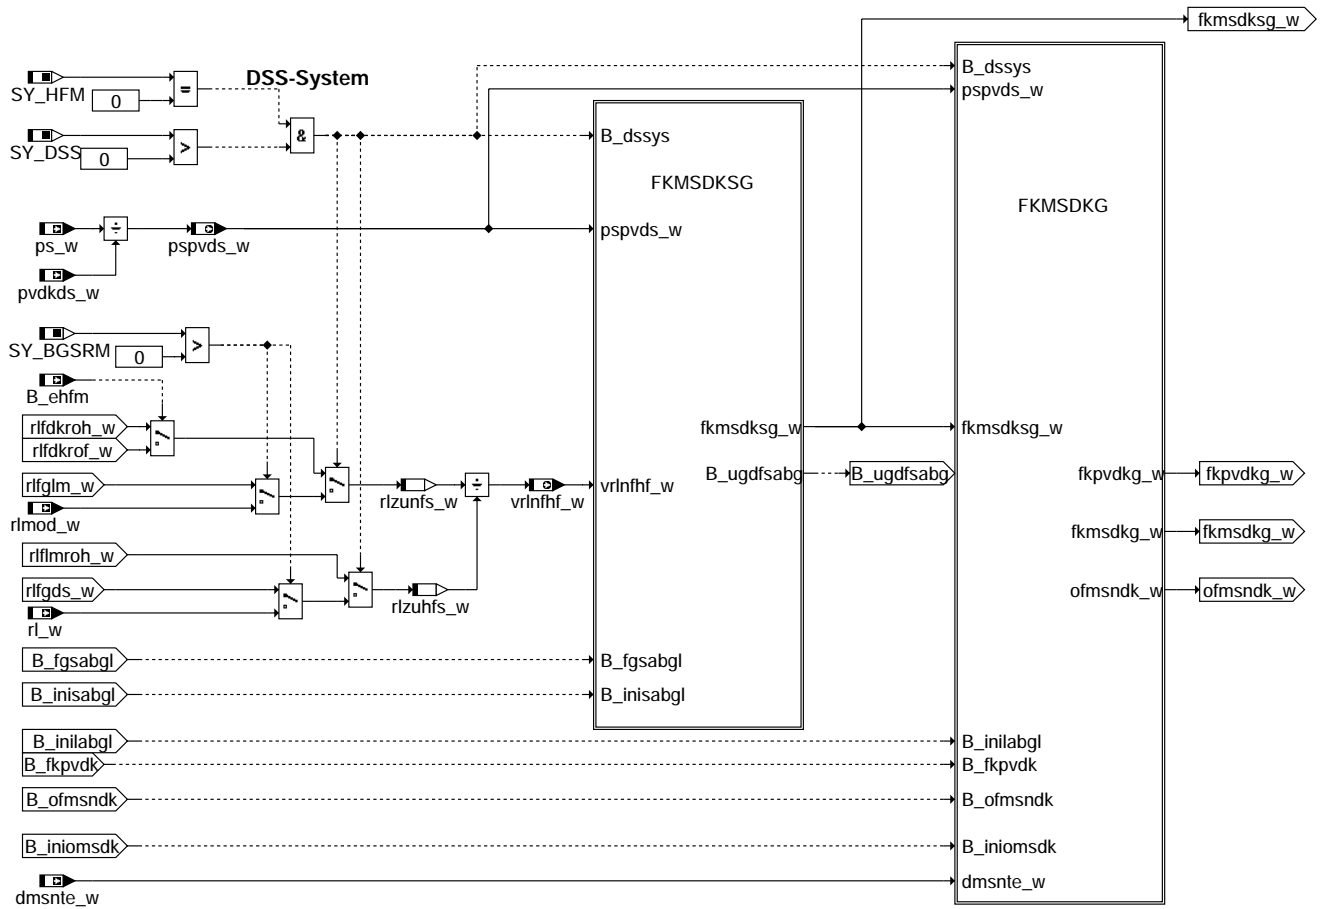 fkmsdksg_w
DSS-System
B_dssys
pspvds_w
SY_HFM
0
=
&
B_dssys
SY_DSS
0
>
FKMSDKSG
FKMSDKG
ps_w
÷
pspvds_w
pspvds_w
pvdkds_w
SY_BGSRM
0
>
B_ehfm
rlfdkroh_w
rlfdkrof_w
fkmsdksg_w
fkmsdksg_w
rlfglm_w
rlmod_w
rlzunfs_w
÷
vrlnfhf_w
vrlnfhf_w
B_ugdfsabg
B_ugdfsabg
fkpvdkg_w
fkpvdkg_w
rlflmroh_w
fkmsdkg_w
fkmsdkg_w
rlfgds_w
rl_w
rlzuhfs_w
ofmsndk_w
ofmsndk_w
B_fgsabgl
B_fgsabgl
B_inisabgl
B_inisabgl
B_inilabgl
B_inilabgl
B_fkpvdk
B_fkpvdk
B_ofmsndk
B_ofmsndk
B_iniomsdk
B_iniomsdk
dmsnte_w
dmsnte_w